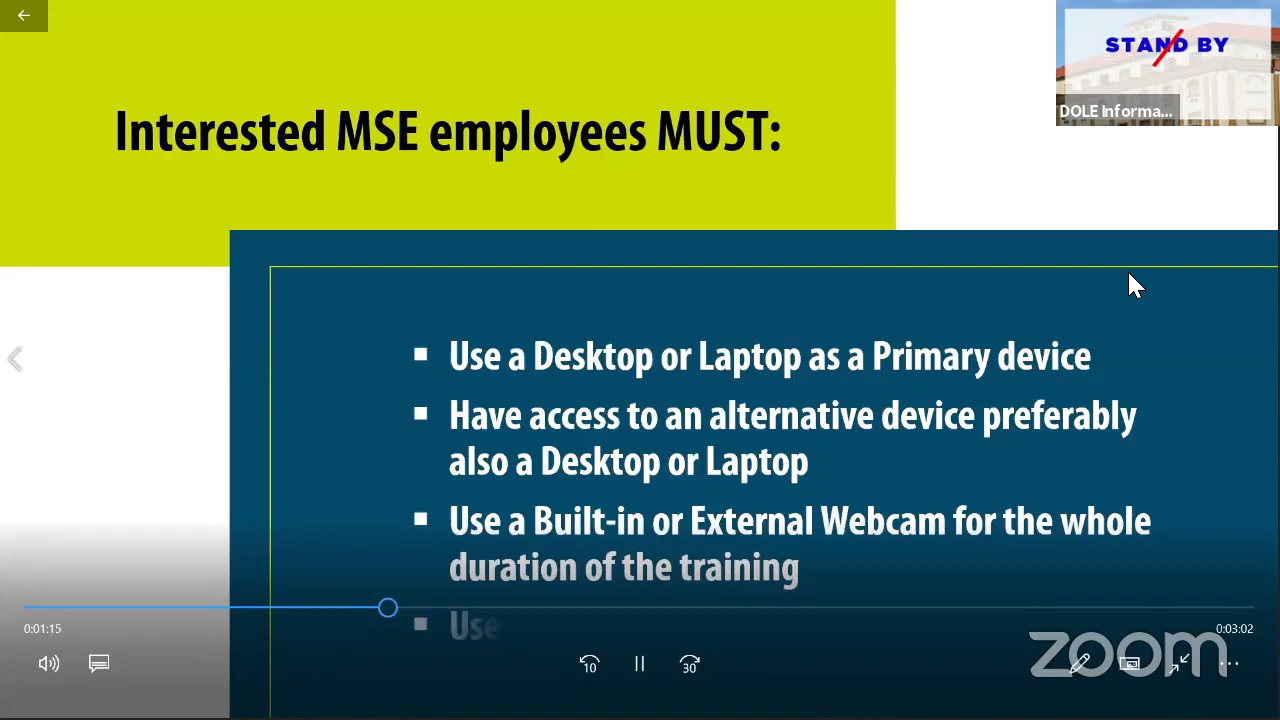 STAND BY
DOLE Informa...
Interested MSE employees MUST:
▪ Use a Desktop or Laptop as a Primary device
▪ Have access to an alternative device preferably
also a Desktop or Laptop
▪ Use a Built-in or External Webcam for the whole
duration of the training
▪ Use
0:01:15
0:03:02
10
30
zoom